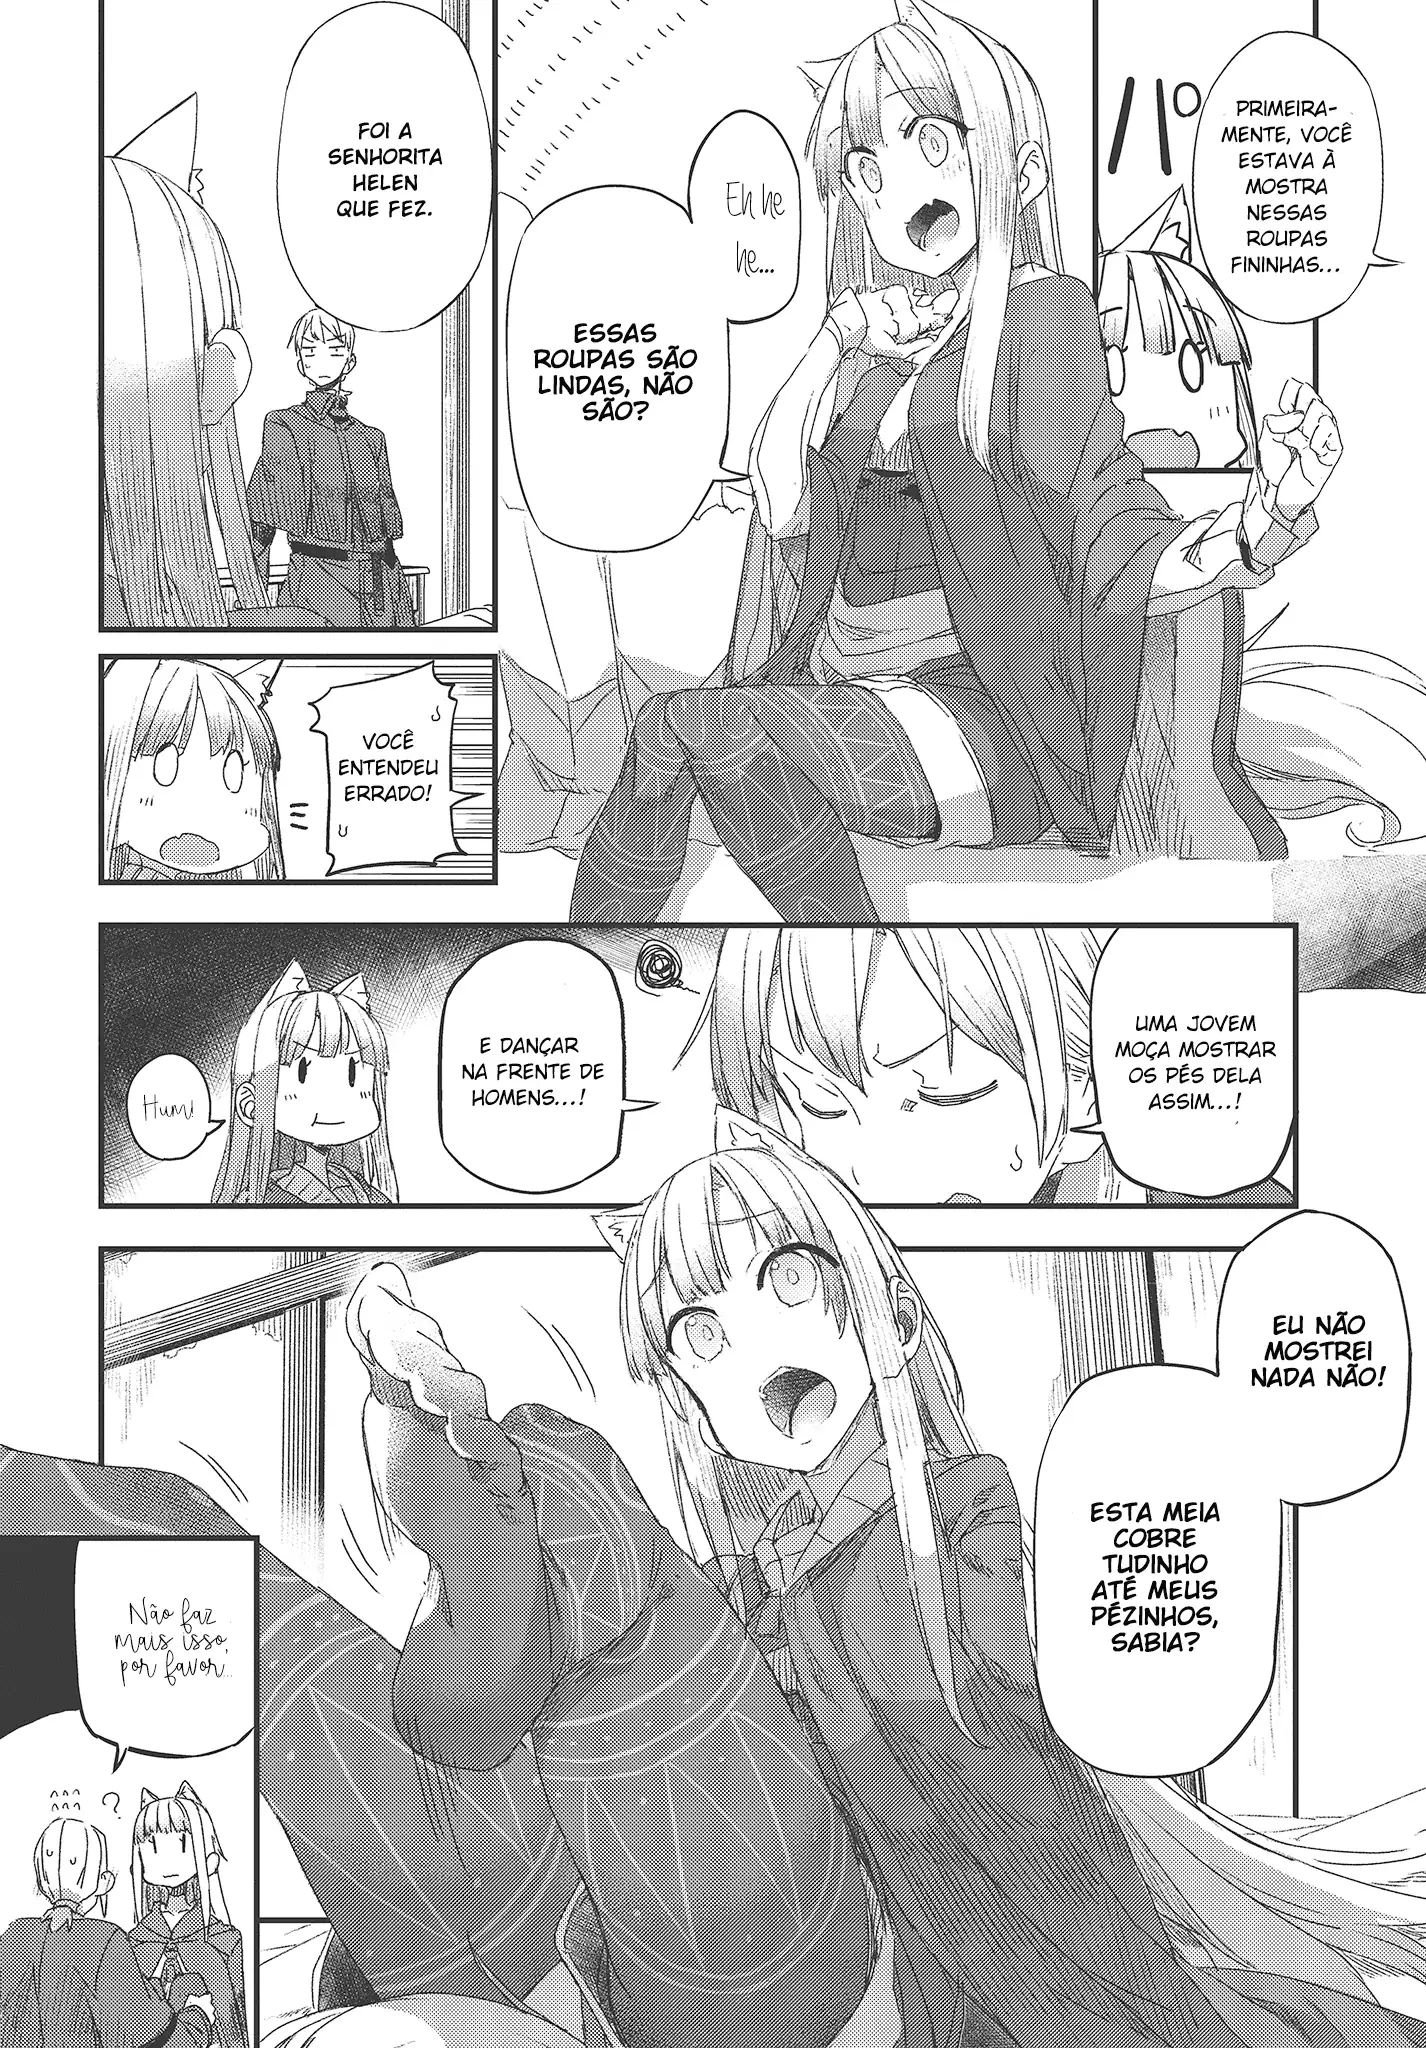 PRIMEIRA-
MENTE, VOCÊ
ESTAVA À
MOSTRA
NESSAS
ROUPAS
FININHAS...
パ
Eh he
he...
ESSAS
ROUPAS SÃO
LINDAS, NÃO
SÃO?
FOI A
SENHORITA
HELEN
QUE FEZ.
VOCÊ
ENTENDEU
ERRADO!
UMA JOVEM
MOÇA MOSTRAR
OS PÉS DELA
ASSIM...!
E DANÇAR
NA FRENTE DE
HOMENS...!
Hum!
EU NÃO
MOSTREI
NADA NÃO!
ESTA MEIA
COBRE
TUDINHO
ATÉ MEUS
PÉZINHOS,
SABIA?
Não faz
mais isso,
por favor...
?